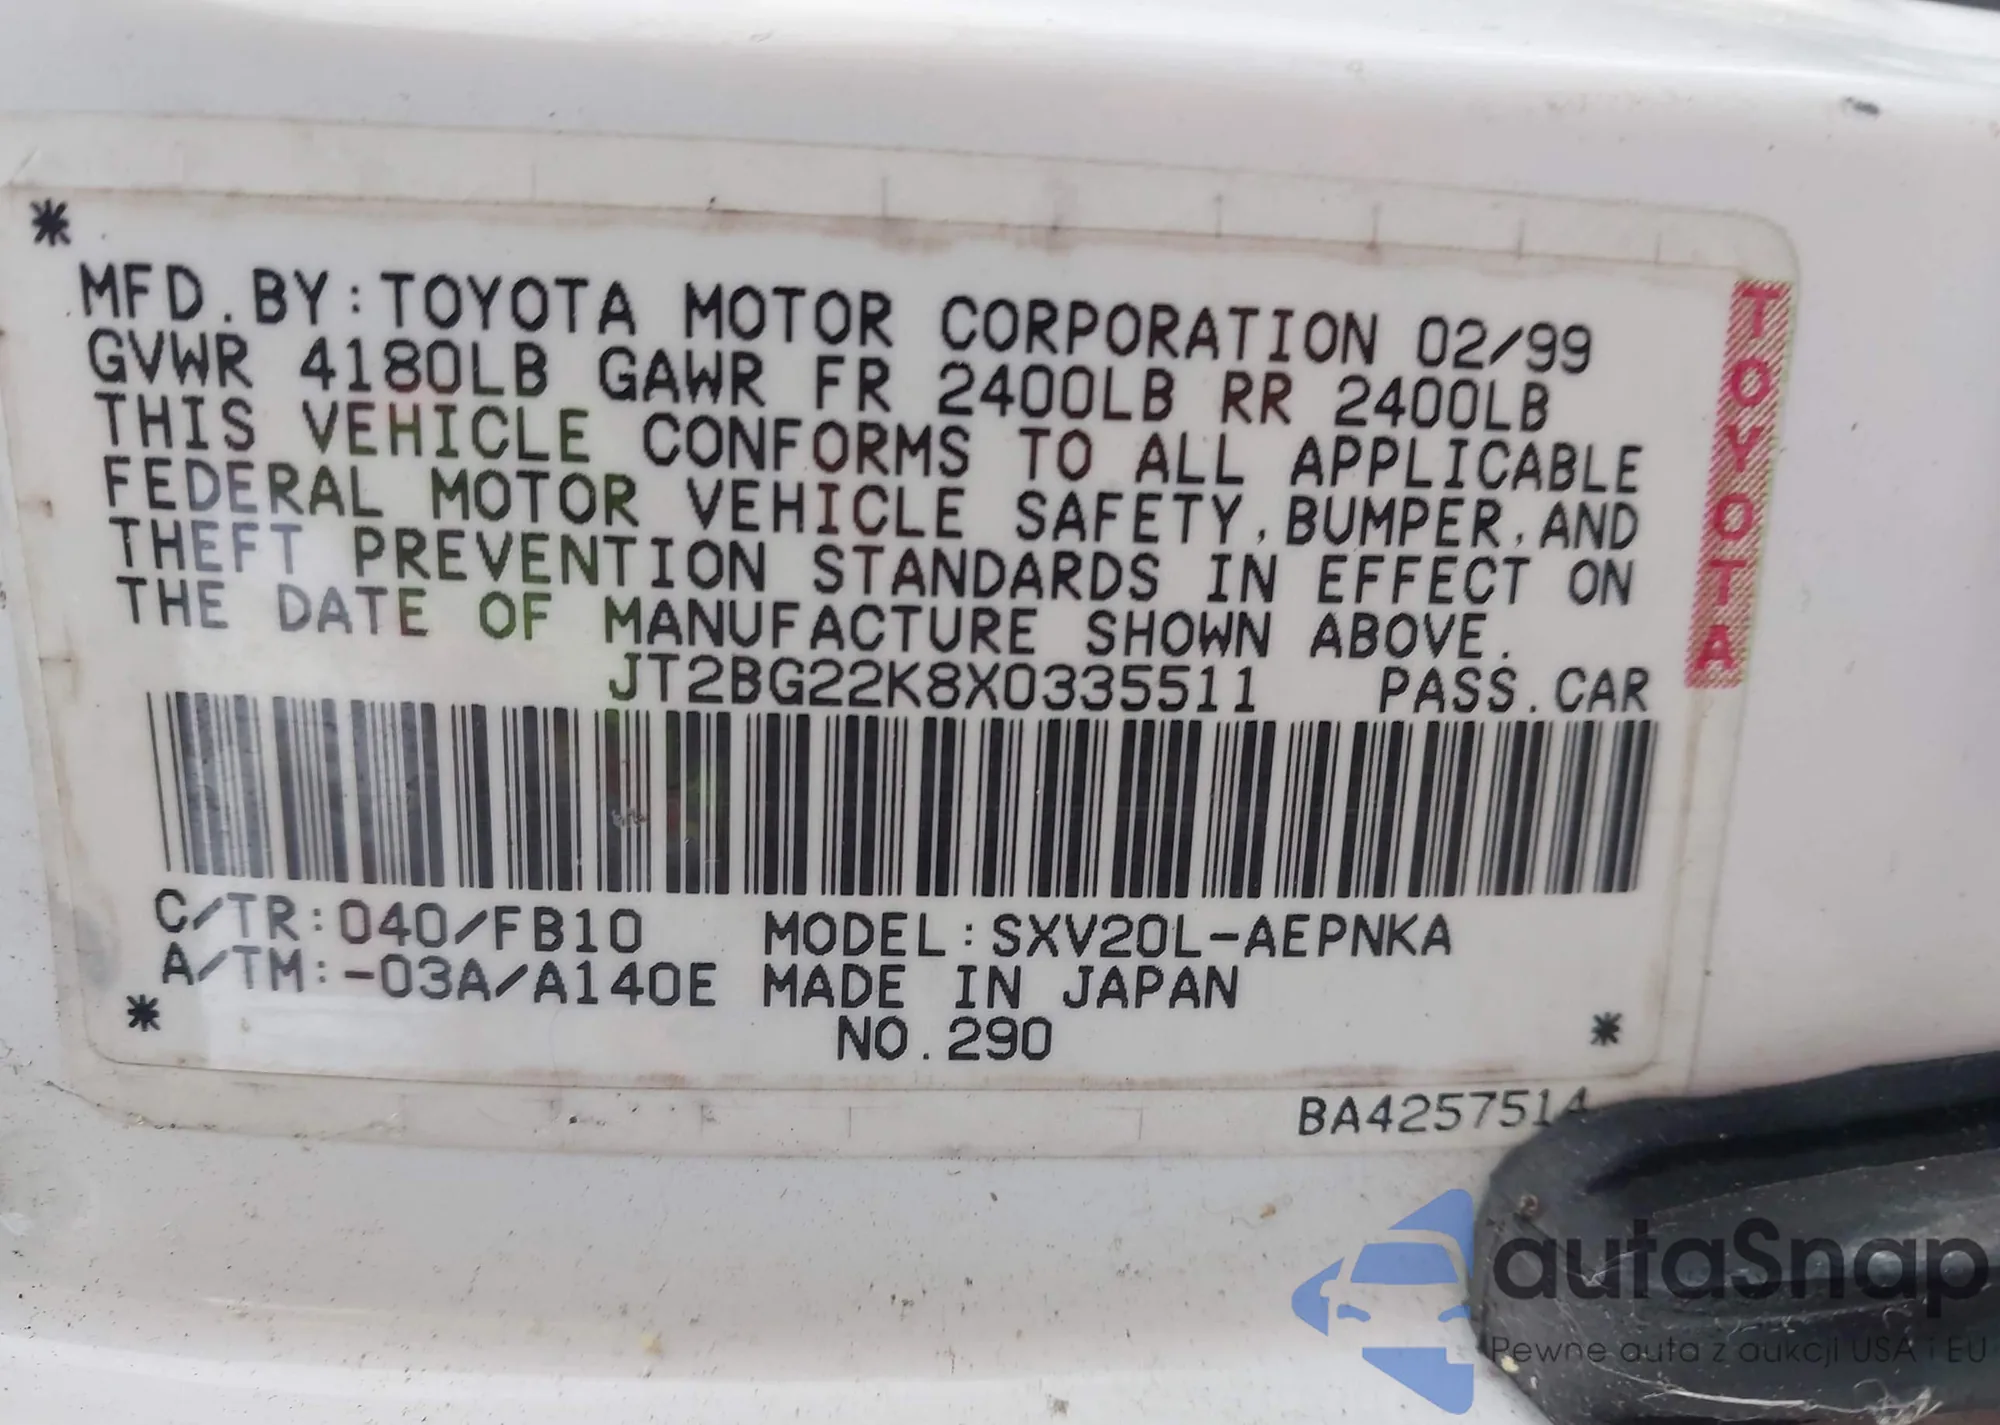 *
MFD.BY:TOYOTA MOTOR CORPORATION 02/99
GVWR 4180LB GAWR FR 2400LB RR 2400LB
THIS VEHICLE CONFORMS TO ALL APPLICABLE
FEDERAL MOTOR VEHICLE SAFETY,BUMPER,AND
THEFT PREVENTION STANDARDS IN EFFECT ON
THE DATE OF MANUFACTURE SHOWN ABOVE.
JT2BG22K8X0335511 PASS.CAR
TOYOTA
C/TR:040/FB10 MODEL:SXV20L-AEPNKA
A/TM:-03A/A140E MADE IN JAPAN
* NO.290 *
BA4257514
autaSnap
Pewne auta z aukcji USA i EU